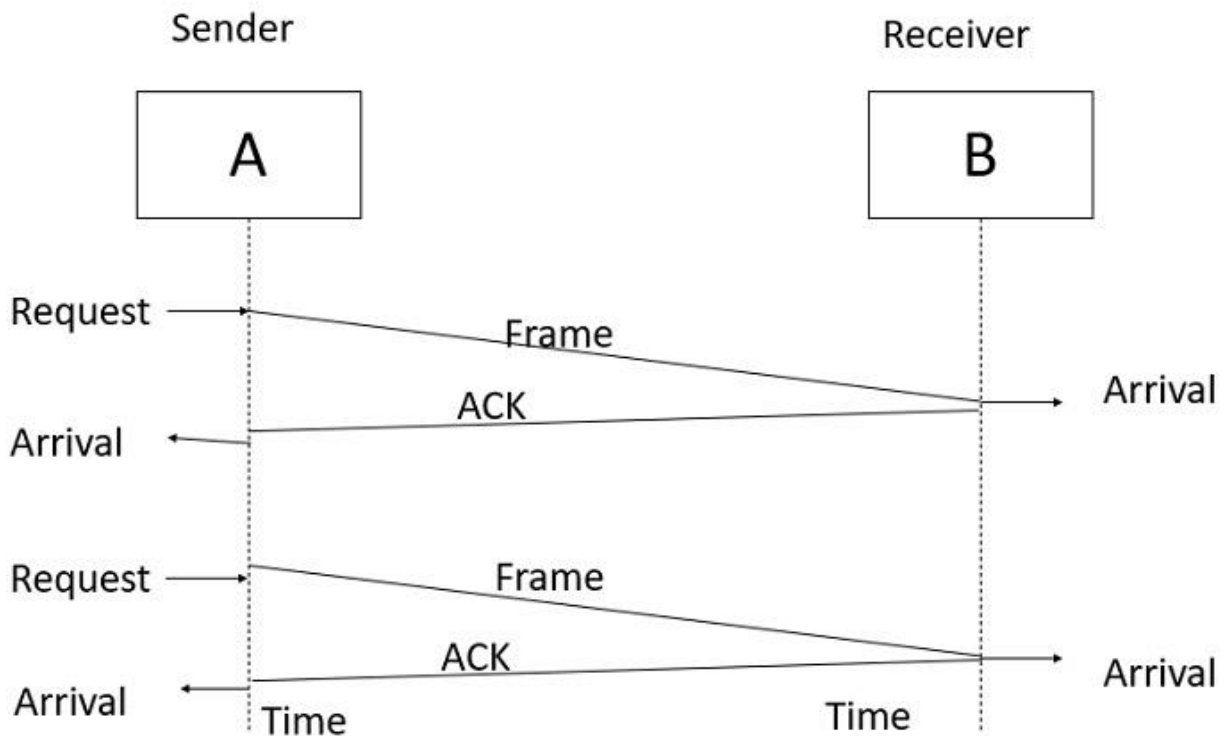 Sender
Receiver
A
B
Request
Frame
Arrival
ACK
Arrival
Request
Frame
ACK
Arrival
Arrival
Time
Time